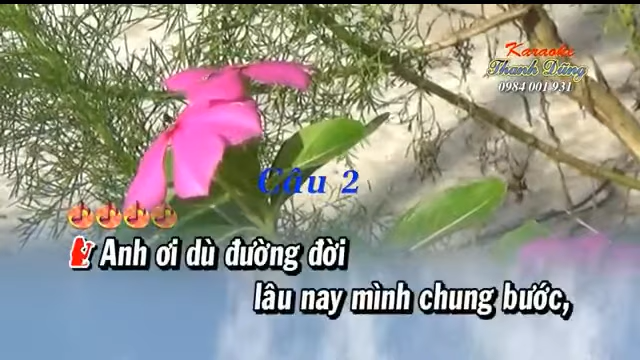 Karaoke
Thanh Dũng
0984 001 931
Câu 2
Anh ơi dù đường đời
lâu nay mình chung bước,